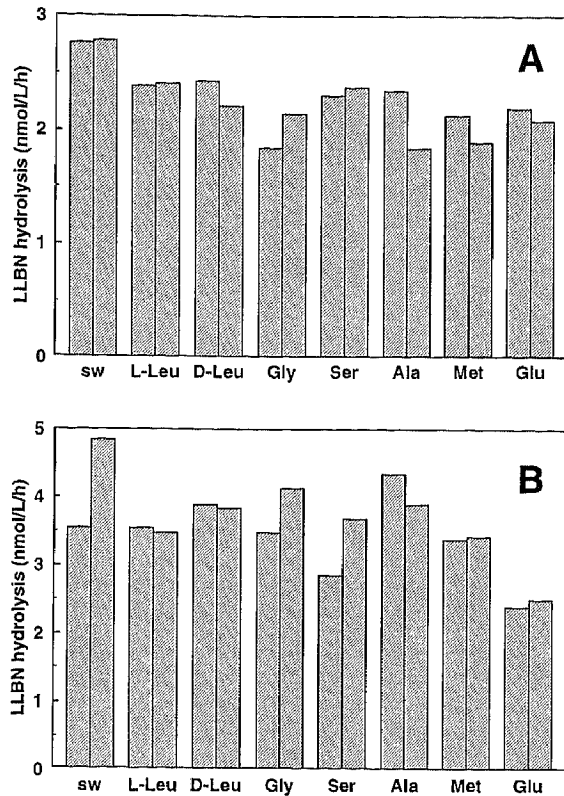 3
A
2
1
0
LLBN hydrolysis (nmol/L/h)
sw L-Leu D-Leu Gly Ser Ala Met Glu
5
B
4
3
2
1
0
LLBN hydrolysis (nmol/L/h)
sw L-Leu D-Leu Gly Ser Ala Met Glu